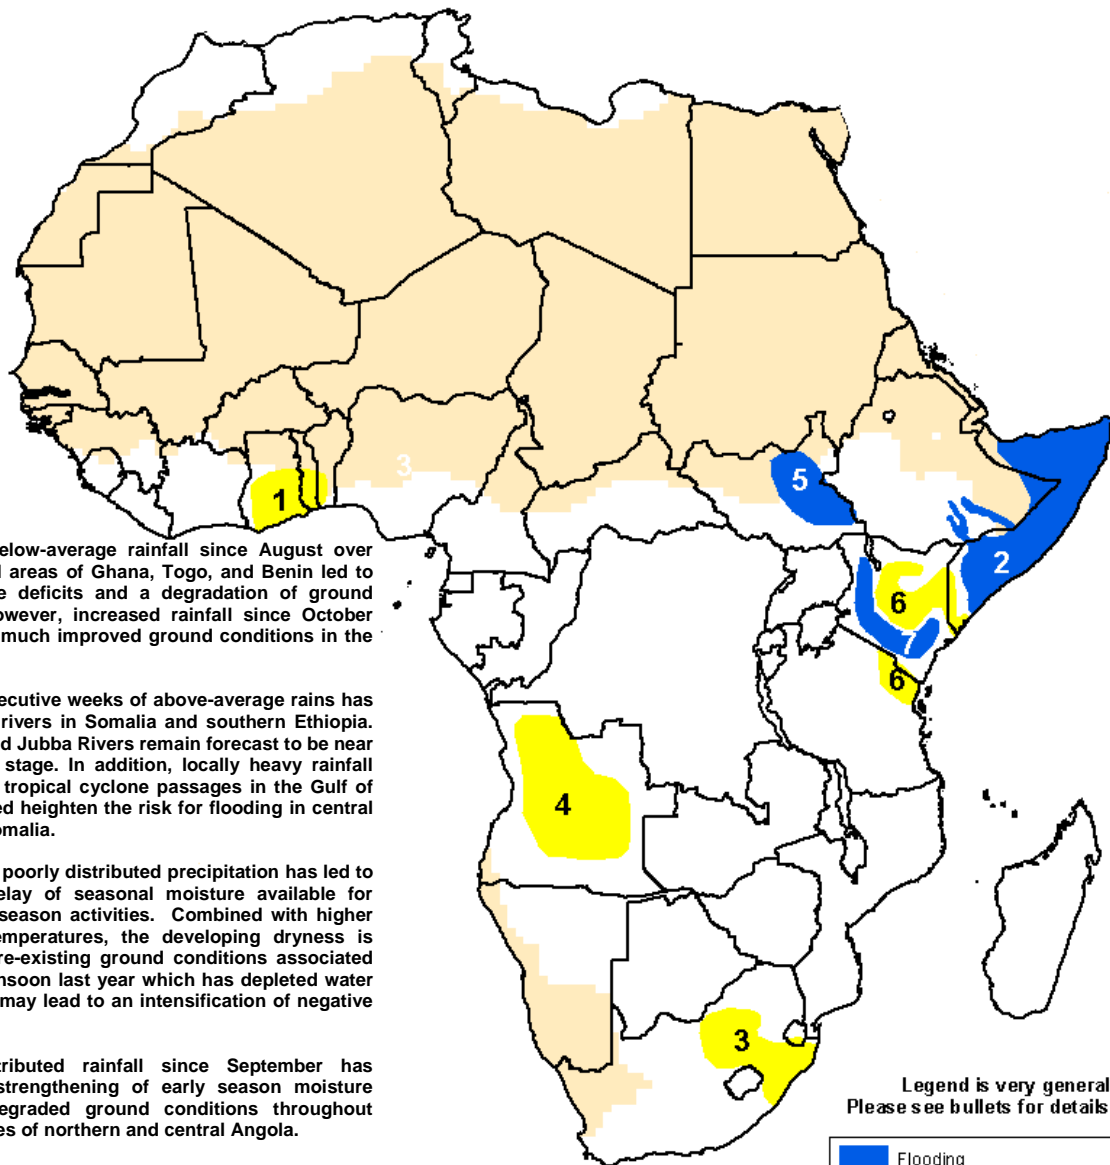 3
5
1
2
6
7
6
4
3
elow-average rainfall since August over
l areas of Ghana, Togo, and Benin led to
e deficits and a degradation of ground
owever, increased rainfall since October
much improved ground conditions in the
ecutive weeks of above-average rains has
rivers in Somalia and southern Ethiopia.
d Jubba Rivers remain forecast to be near
stage. In addition, locally heavy rainfall
tropical cyclone passages in the Gulf of
ed heighten the risk for flooding in central
omalia.
poorly distributed precipitation has led to
elay of seasonal moisture available for
season activities. Combined with higher
emperatures, the developing dryness is
re-existing ground conditions associated
nsoon last year which has depleted water
may lead to an intensification of negative
tributed rainfall since September has
strengthening of early season moisture
egraded ground conditions throughout
es of northern and central Angola.
Legend is very general
Please see bullets for details
Flooding